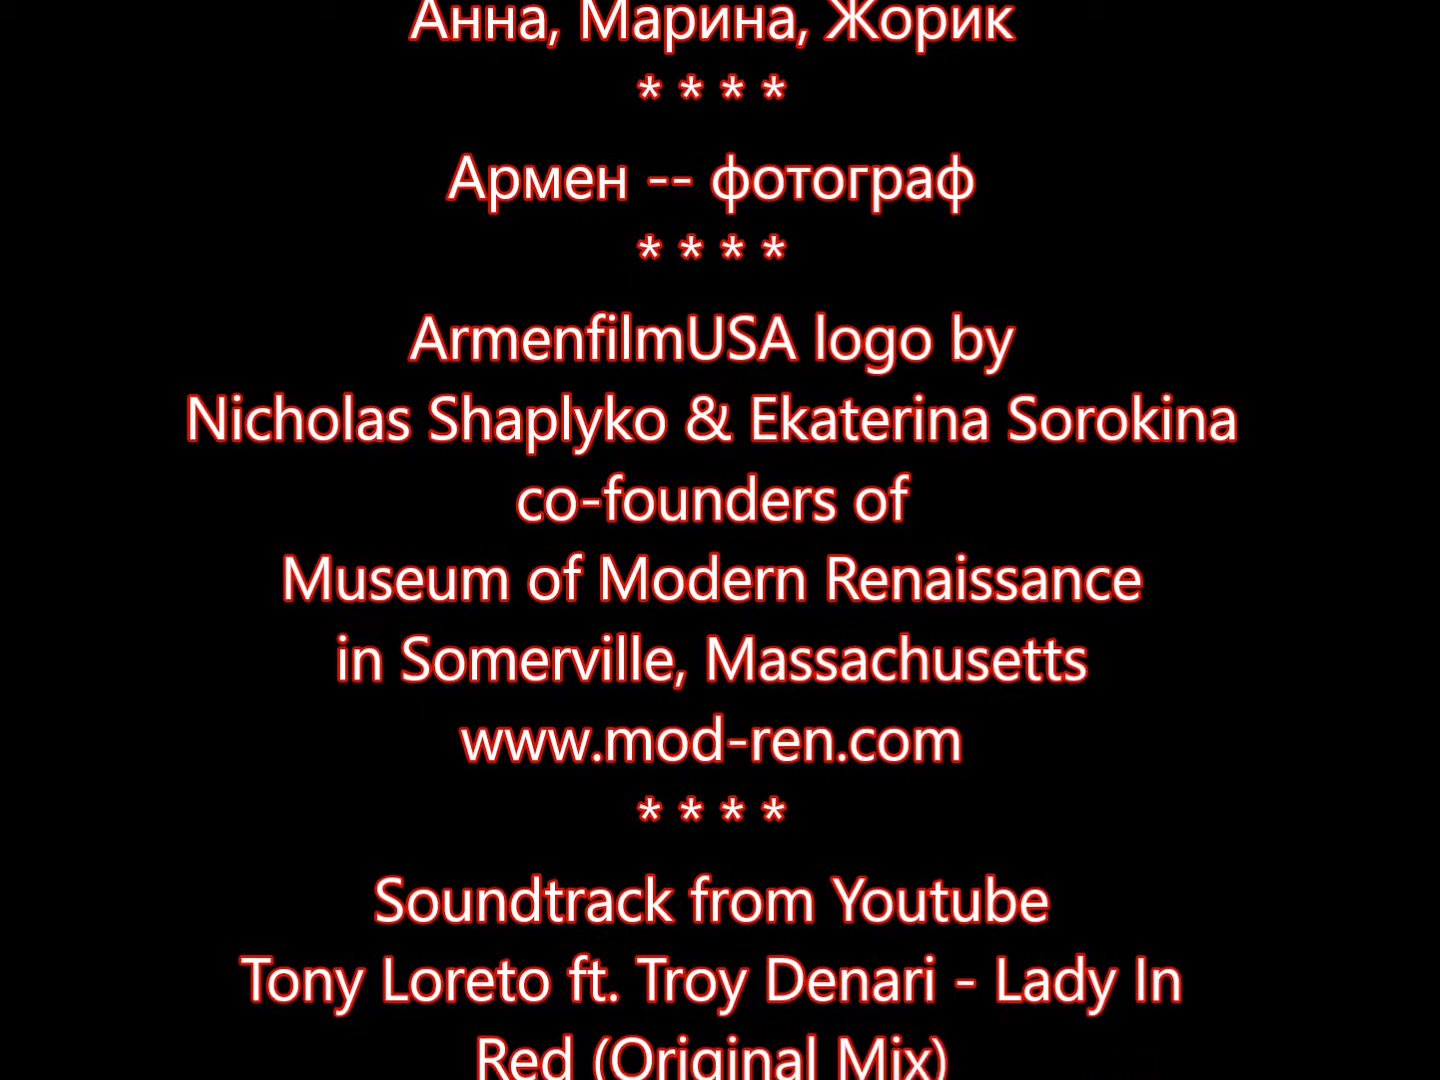 Анна, Марина, Жорик
* * * *
Армен -- фотограф
* * * *
ArmenfilmUSA logo by
Nicholas Shaplyko & Ekaterina Sorokina
co-founders of
Museum of Modern Renaissance
in Somerville, Massachusetts
www.mod-ren.com
* * * *
Soundtrack from Youtube
Tony Loreto ft. Troy Denari - Lady In
Red (Original Mix)